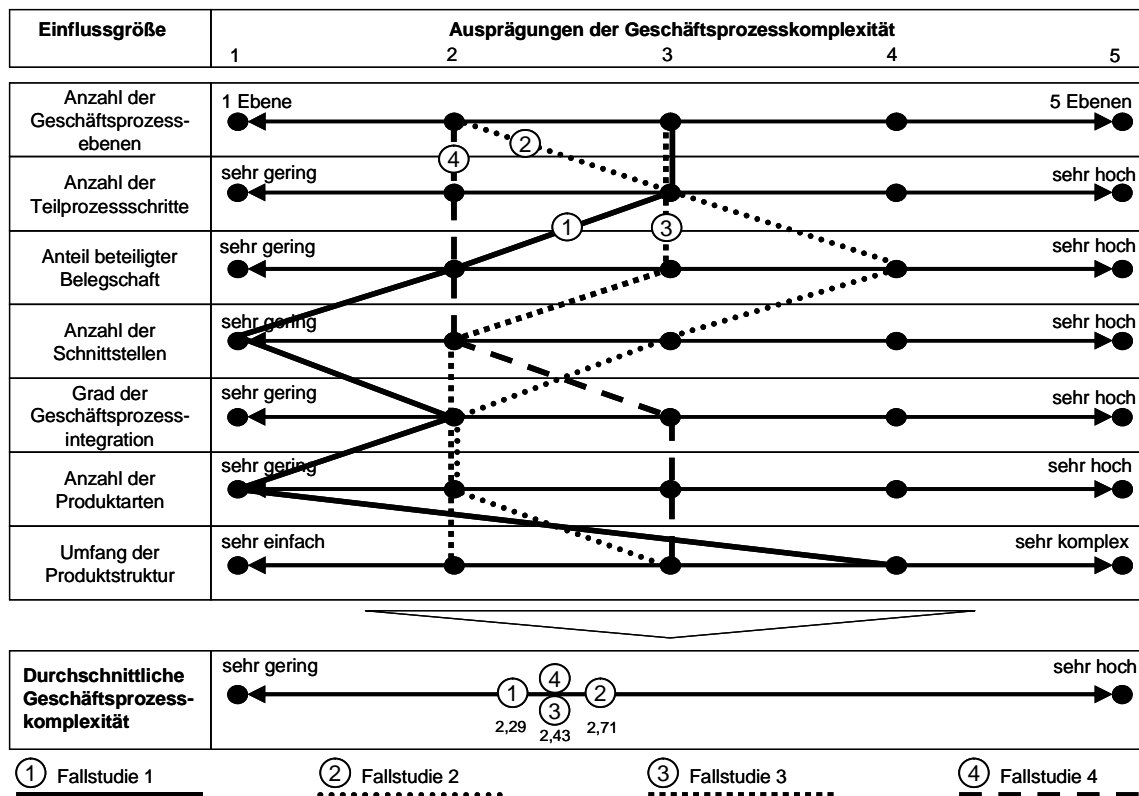 Einflussgröße
Ausprägungen der Geschäftsprozesskomplexität
1 2 3 4 5
Anzahl der
Geschäftsprozess-
ebenen
1 Ebene
5 Ebenen
2
4
Anzahl der
Teilprozessschritte
sehr gering
sehr hoch
1
3
Anteil beteiligter
Belegschaft
sehr gering
sehr hoch
Anzahl der
Schnittstellen
sehr gering
sehr hoch
Grad der
Geschäftsprozess-
integration
sehr gering
sehr hoch
Anzahl der
Produktarten
sehr gering
sehr hoch
Umfang der
Produktstruktur
sehr einfach
sehr komplex
Durchschnittliche
Geschäftsprozess-
komplexität
sehr gering
sehr hoch
4
1
2
3
2,29
2,43
2,71
1 Fallstudie 1
2 Fallstudie 2
3 Fallstudie 3
4 Fallstudie 4